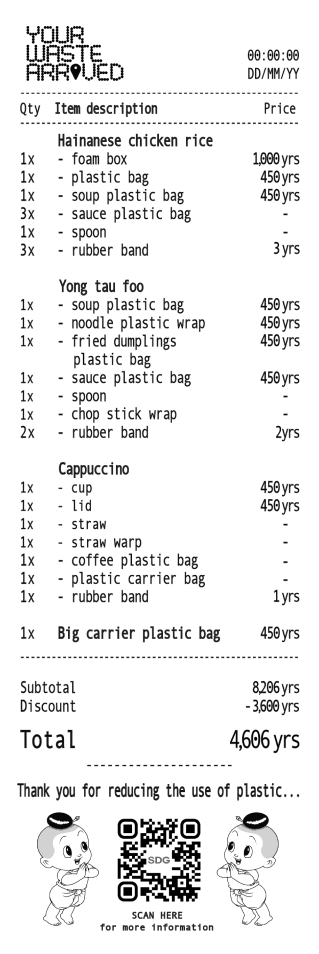 YOUR
WASTE
ARRIVED
00:00:00
DD/MM/YY
Qty Item description Price
Hainanese chicken rice
1x - foam box 1,000 yrs
1x - plastic bag 450 yrs
1x - soup plastic bag 450 yrs
3x - sauce plastic bag -
1x - spoon -
3x - rubber band 3 yrs
Yong tau foo
1x - soup plastic bag 450 yrs
1x - noodle plastic wrap 450 yrs
1x - fried dumplings 450 yrs
plastic bag
1x - sauce plastic bag 450 yrs
1x - spoon -
1x - chop stick wrap -
2x - rubber band 2yrs
Cappuccino
1x - cup 450 yrs
1x - lid 450 yrs
1x - straw -
1x - straw warp -
1x - coffee plastic bag -
1x - plastic carrier bag -
1x - rubber band 1 yrs
1x Big carrier plastic bag 450 yrs
Subtotal 8,206 yrs
Discount -3,600 yrs
Total 4,606 yrs
Thank you for reducing the use of plastic...
SDG
SCAN HERE
for more information